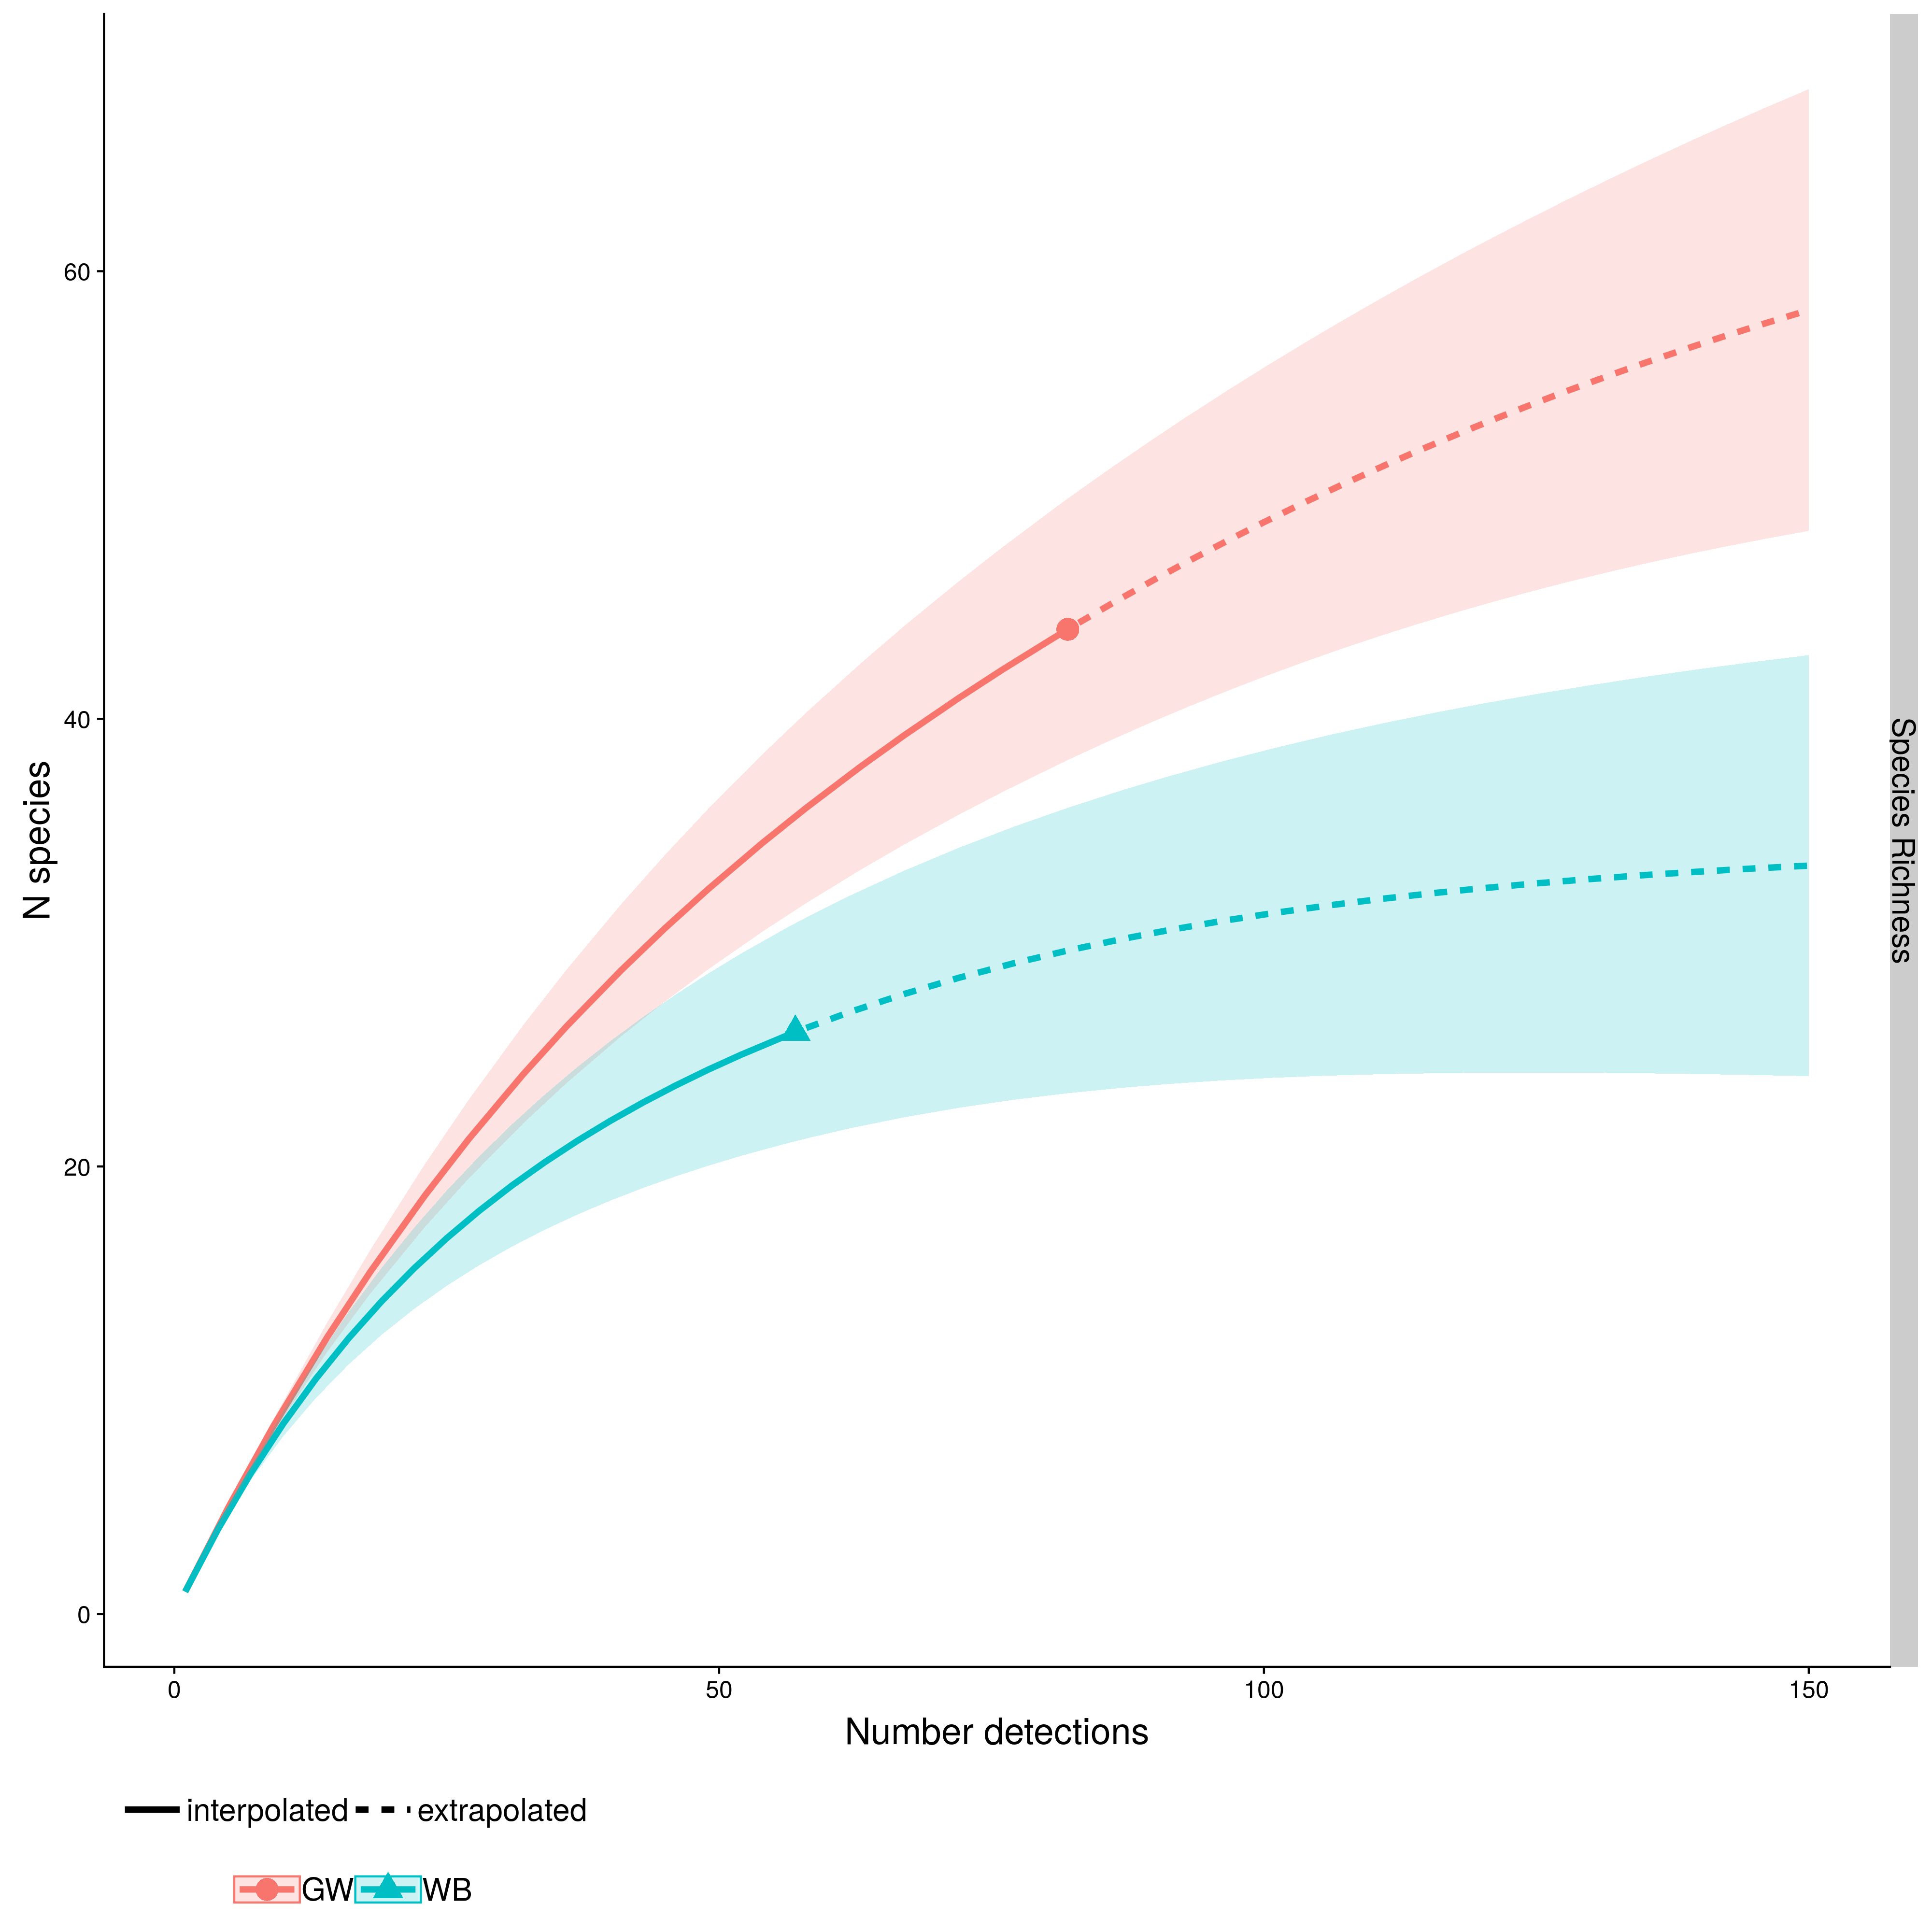 60
40
20
0
N species
Species Richness
0 50 100 150
Number detections
interpolated extrapolated
GW WB